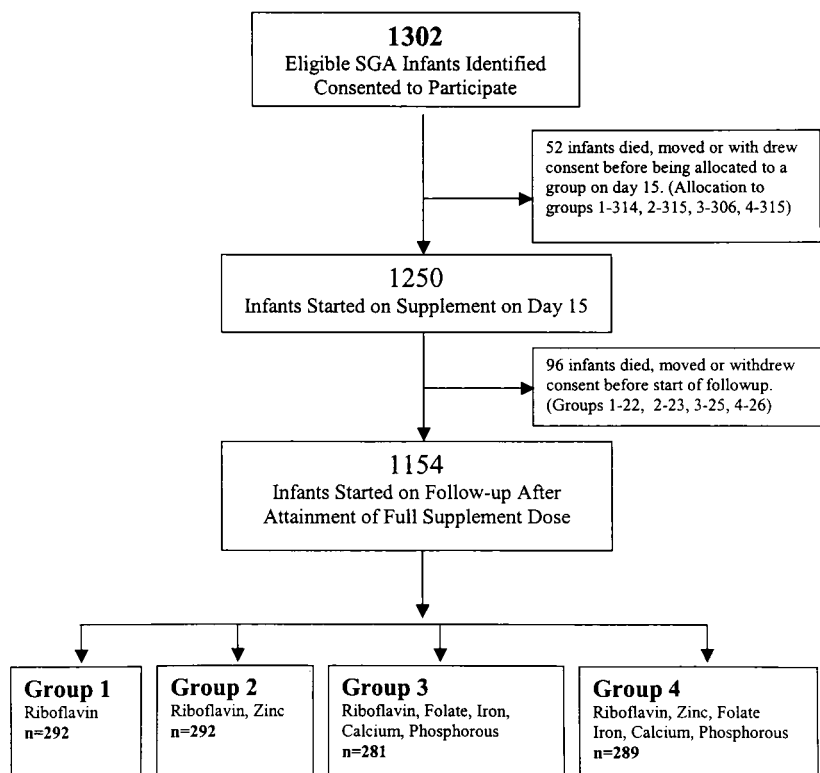 1302
Eligible SGA Infants Identified
Consented to Participate
52 infants died, moved or with drew
consent before being allocated to a
group on day 15. (Allocation to
groups 1-314, 2-315, 3-306, 4-315)
1250
Infants Started on Supplement on Day 15
96 infants died, moved or withdrew
consent before start of followup.
(Groups 1-22, 2-23, 3-25, 4-26)
1154
Infants Started on Follow-up After
Attainment of Full Supplement Dose
Group 1
Riboflavin
n=292
Group 2
Riboflavin, Zinc
n=292
Group 3
Riboflavin, Folate, Iron,
Calcium, Phosphorous
n=281
Group 4
Riboflavin, Zinc, Folate
Iron, Calcium, Phosphorous
n=289